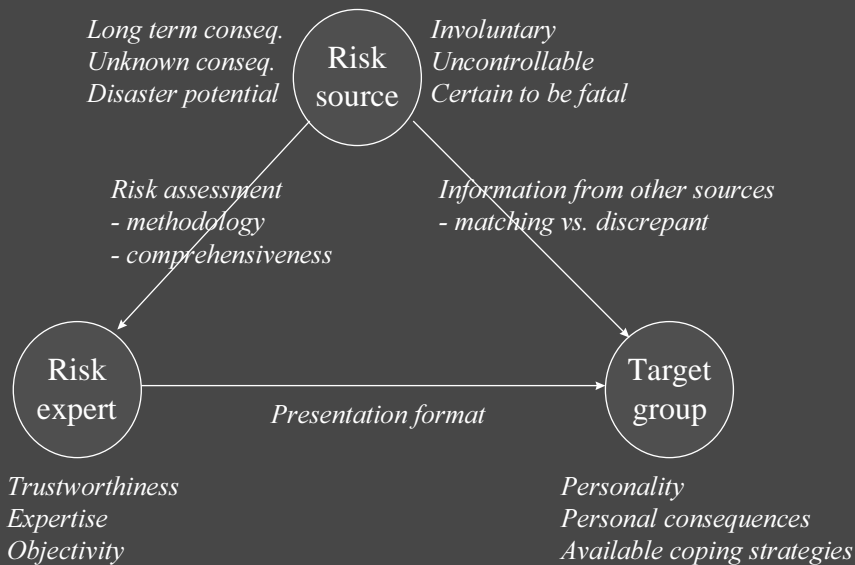 Long term conseq.
Unknown conseq.
Disaster potential
Risk
source
Involuntary
Uncontrollable
Certain to be fatal
Risk assessment
- methodology
- comprehensiveness
Information from other sources
- matching vs. discrepant
Risk
expert
Presentation format
Target
group
Trustworthiness
Expertise
Objectivity
Personality
Personal consequences
Available coping strategies